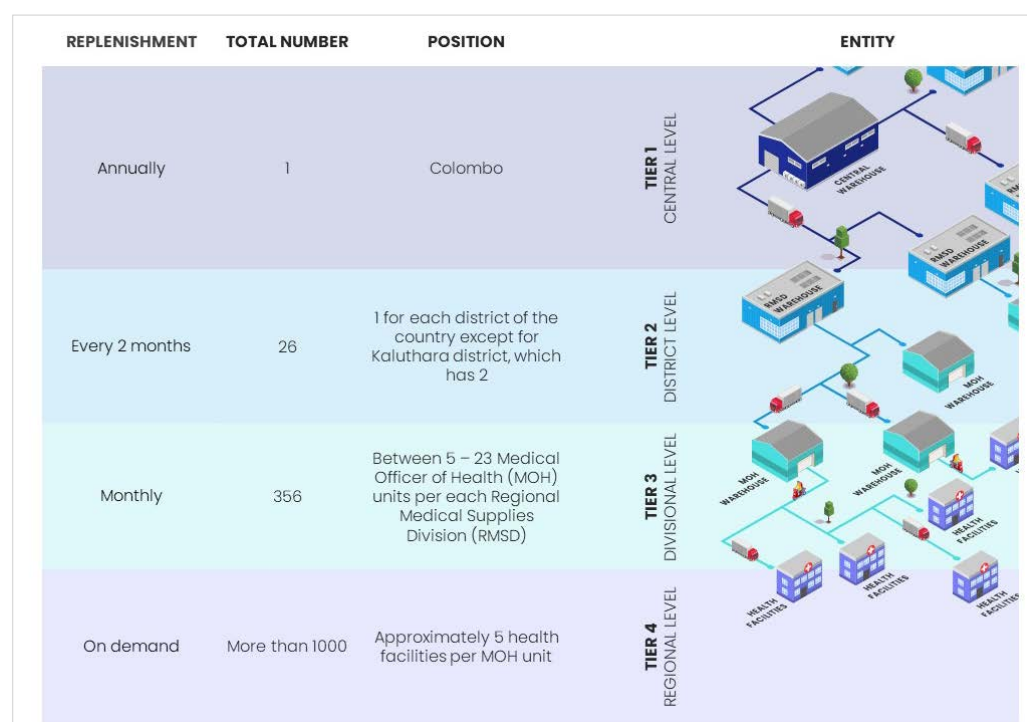 REPLENISHMENT TOTAL NUMBER POSITION ENTITY
Annually
1
Colombo
TIER 1
CENTRAL LEVEL
CENTRAL
WAREHOUSE
RMSD
WAREHOUSE
RMSD
WAREHOUSE
Every 2 months
26
1 for each district of the
country except for
Kaluthara district, which
has 2
TIER 2
DISTRICT LEVEL
MOH
WAREHOUSE
Monthly
356
Between 5 – 23 Medical
Officer of Health (MOH)
units per each Regional
Medical Supplies
Division (RMSD)
TIER 3
DIVISIONAL LEVEL
MOH
WAREHOUSE
MOH
WAREHOUSE
HEALTH
FACILITIES
HEALTH
FACILITIES
HEALTH
FACILITIES
HEALTH
FACILITIES
On demand
More than 1000
Approximately 5 health
facilities per MOH unit
TIER 4
REGIONAL LEVEL